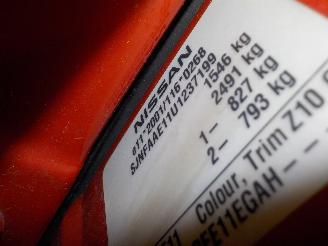 NISSAN
e11*2001/116*0268
SJNFAAE11U1237199
1546 kg
2491 kg
1- 827 kg
2- 793 kg
Colour, Trim Z10
EGAH--